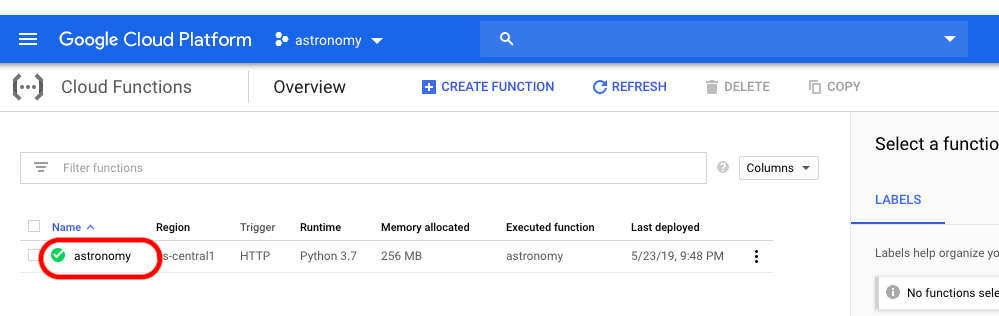 Google Cloud Platform astronomy
Cloud Functions Overview CREATE FUNCTION REFRESH DELETE COPY
Select a functio
Filter functions Columns
LABELS
Name Region Trigger Runtime Memory allocated Executed function Last deployed
astronomy s-central1 HTTP Python 3.7 256 MB astronomy 5/23/19, 9:48 PM
Labels help organize yo
No functions sele